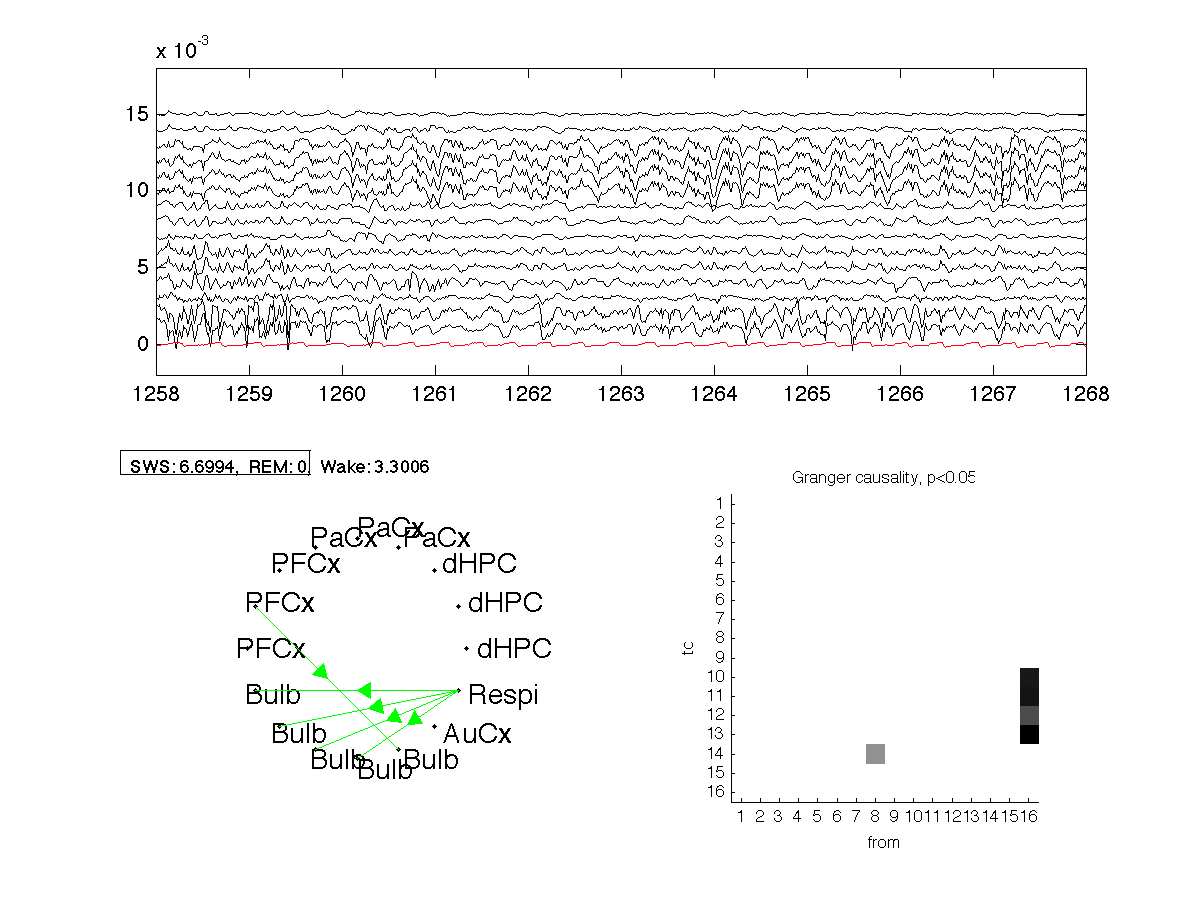 x 10-3
15
10
5
0
1258 1259 1260 1261 1262 1263 1264 1265 1266 1267 1268
SWS:6.6994, REM:0, Wake:3.3006
PaCx
PaCx PaCx
PFCx dHPC
PFCx dHPC
PFCx dHPC
Bulb Respi
Bulb AuCx
Bulb Bulb
Bulb
Granger causality, p<0.05
1
2
3
4
5
6
7
8
9
10
11
12
13
14
15
16
to
1 2 3 4 5 6 7 8 9 10 11 12 13 14 15 16
from